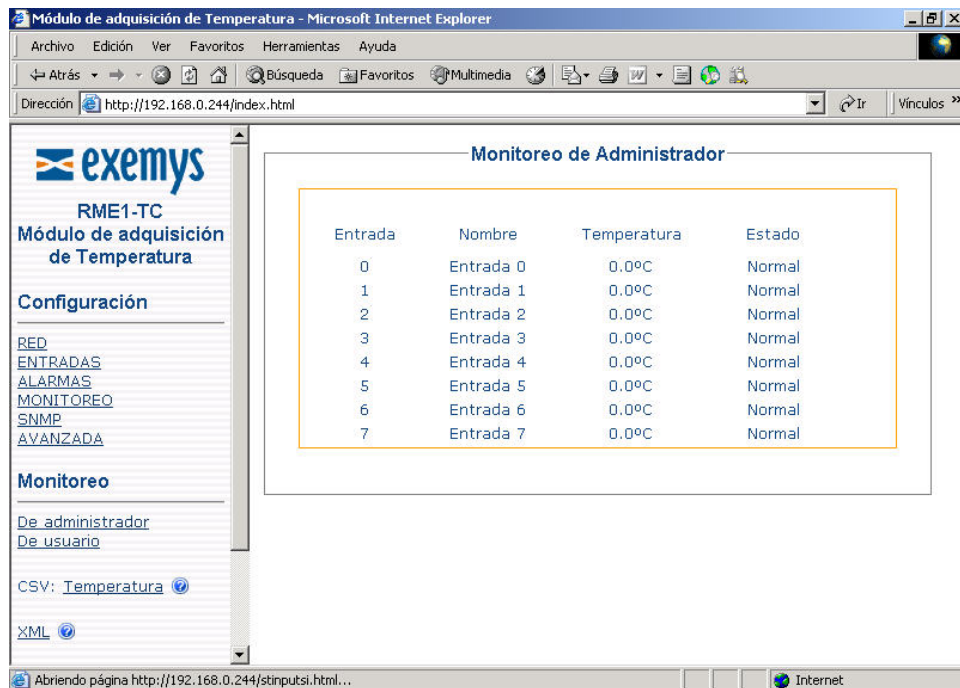 Módulo de adquisición de Temperatura - Microsoft Internet Explorer
Archivo Edición Ver Favoritos Herramientas Ayuda
Atrás Búsqueda Favoritos Multimedia
Dirección http://192.168.0.244/index.html Ir Vínculos »
exemys
RME1-TC
Módulo de adquisición
de Temperatura
Configuración
RED
ENTRADAS
ALARMAS
MONITOREO
SNMP
AVANZADA
Monitoreo
De administrador
De usuario
CSV: Temperatura
XML
Monitoreo de Administrador
Entrada Nombre Temperatura Estado
0 Entrada 0 0.0ºC Normal
1 Entrada 1 0.0ºC Normal
2 Entrada 2 0.0ºC Normal
3 Entrada 3 0.0ºC Normal
4 Entrada 4 0.0ºC Normal
5 Entrada 5 0.0ºC Normal
6 Entrada 6 0.0ºC Normal
7 Entrada 7 0.0ºC Normal
Abriendo página http://192.168.0.244/stinputsi.html... Internet